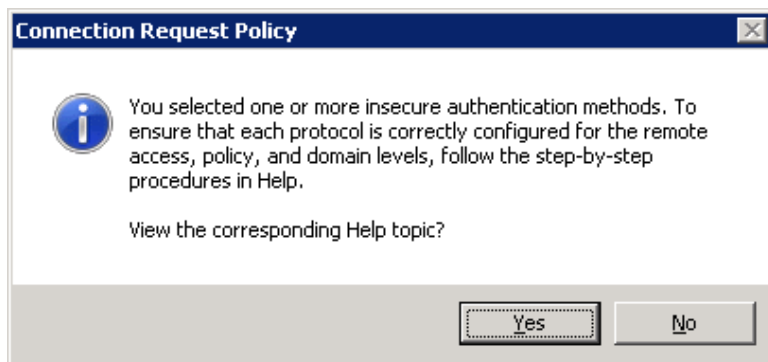 Connection Request Policy
You selected one or more insecure authentication methods. To
ensure that each protocol is correctly configured for the remote
access, policy, and domain levels, follow the step-by-step
procedures in Help.
View the corresponding Help topic?
Yes No